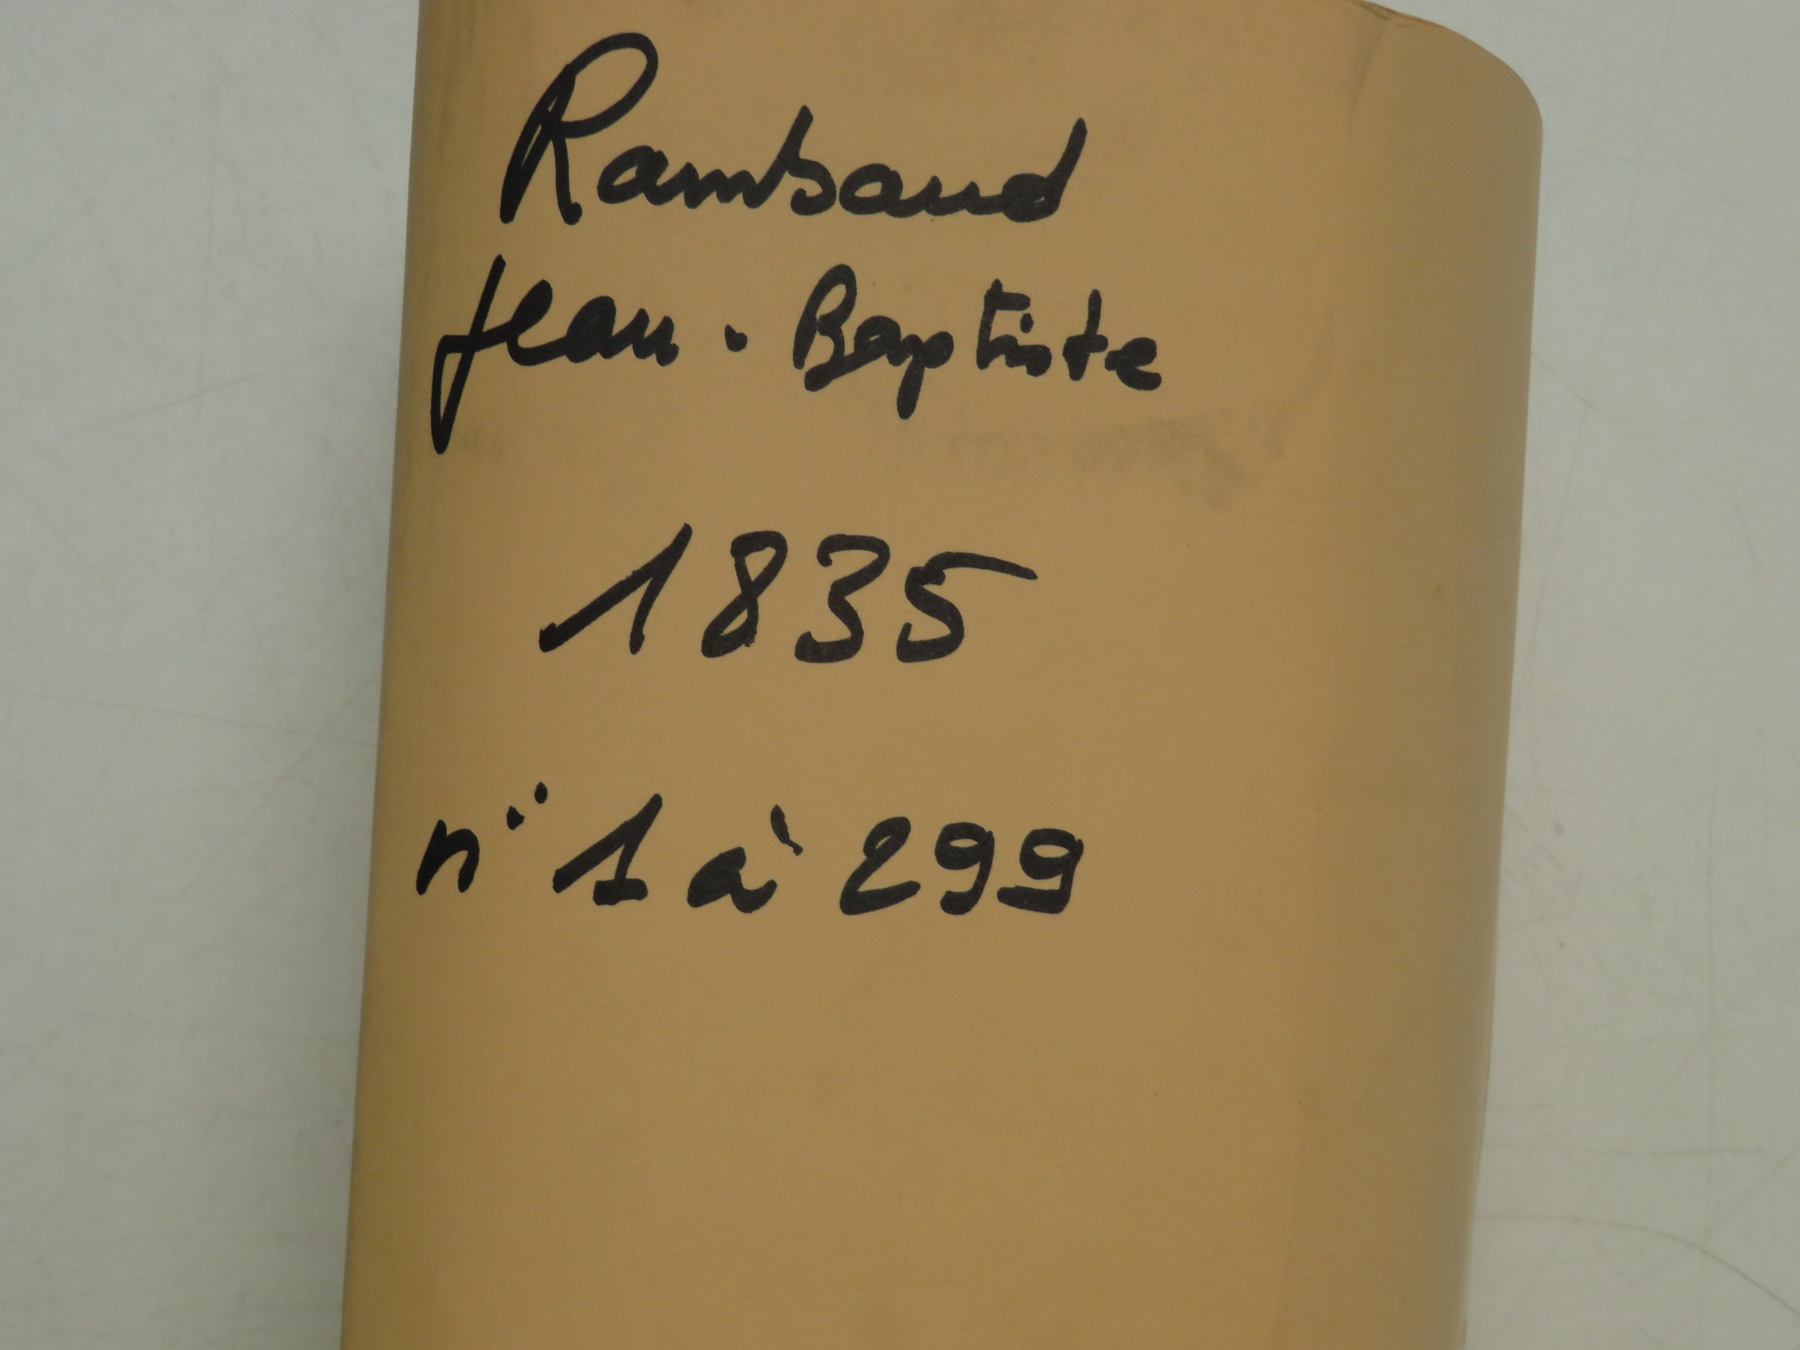 Rambaud
Jean-Baptiste
1835
n° 1 à 299